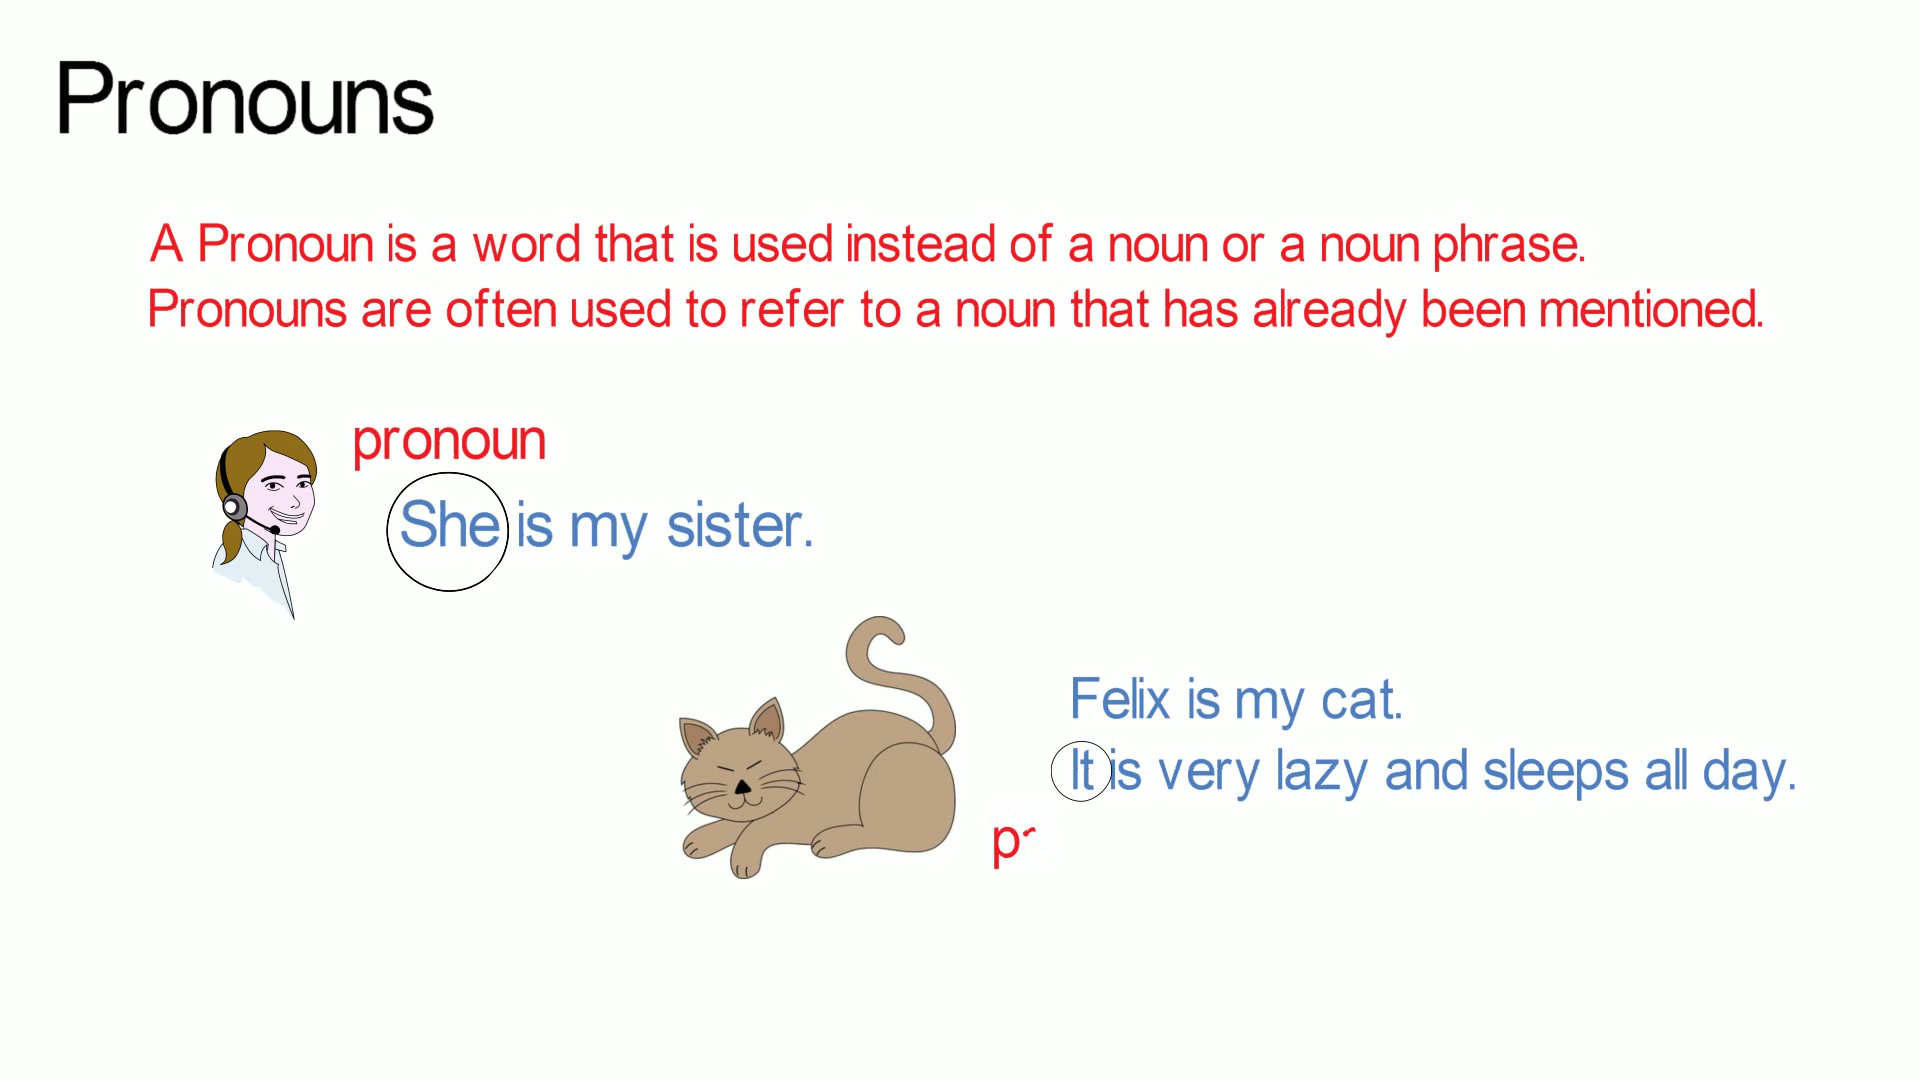 Pronouns
A Pronoun is a word that is used instead of a noun or a noun phrase.
Pronouns are often used to refer to a noun that has already been mentioned.
pronoun
She is my sister.
Felix is my cat.
It is very lazy and sleeps all day.